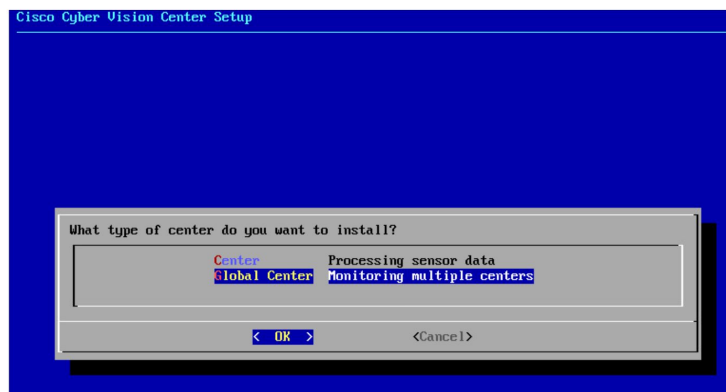 Cisco Cyber Vision Center Setup
What type of center do you want to install?
Center Processing sensor data
Global Center Monitoring multiple centers
< OK > <Cancel>